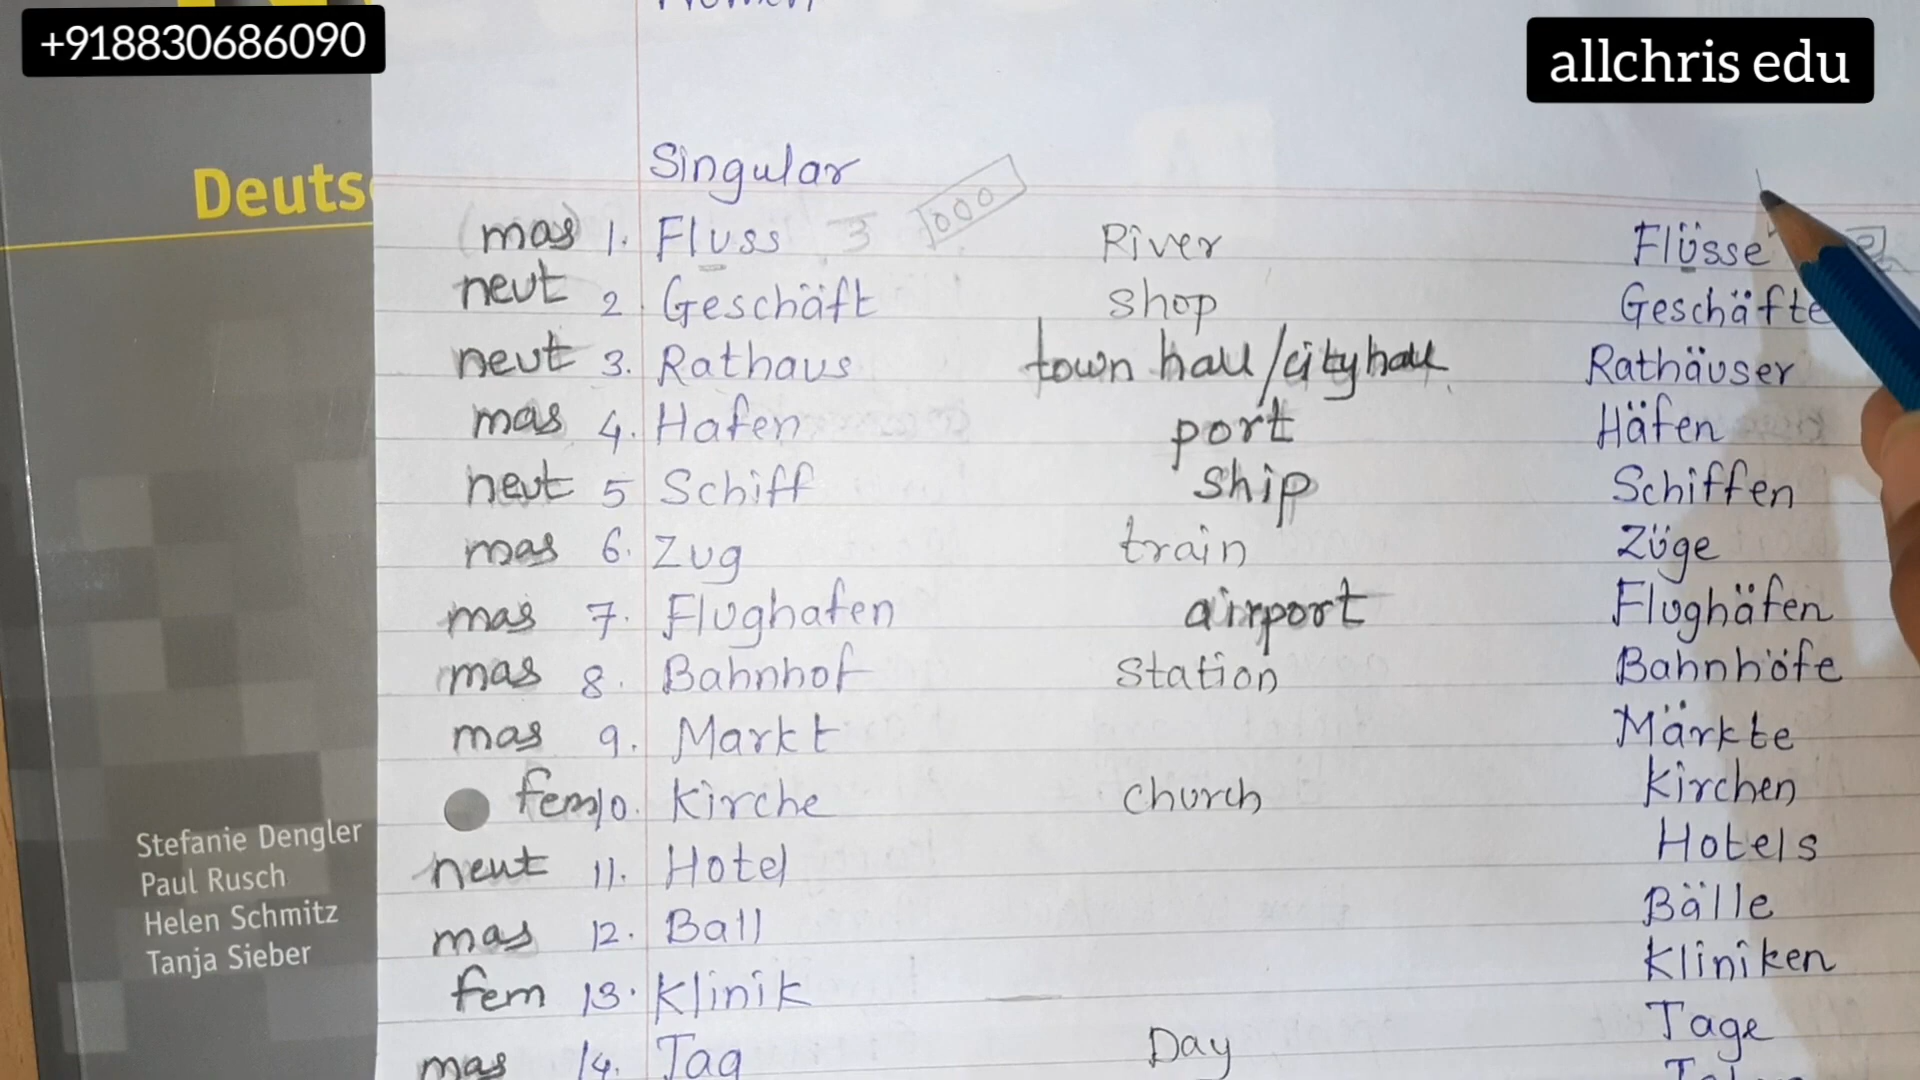 +918830686090
allchris edu
Singular
Deuts
(mas) 1. Fluss 3 1000 River Flüsse
neut 2. Geschäft Shop Geschäfte
neut 3. Rathaus town hall/cityhall Rathäuser
mas 4. Hafen port Häfen
neut 5 Schiff Ship Schiffen
mas 6. Zug train Züge
mas 7. Flughafen airport Flughäfen
mas 8. Bahnhof Station Bahnhöfe
mas 9. Markt Märkte
fem 10. Kirche Church Kirchen
neut 11. Hotel Hotels
mas 12. Ball Bälle
fem 13. Klinik Kliniken
mas 14. Tag Day Tage
Stefanie Dengler
Paul Rusch
Helen Schmitz
Tanja Sieber